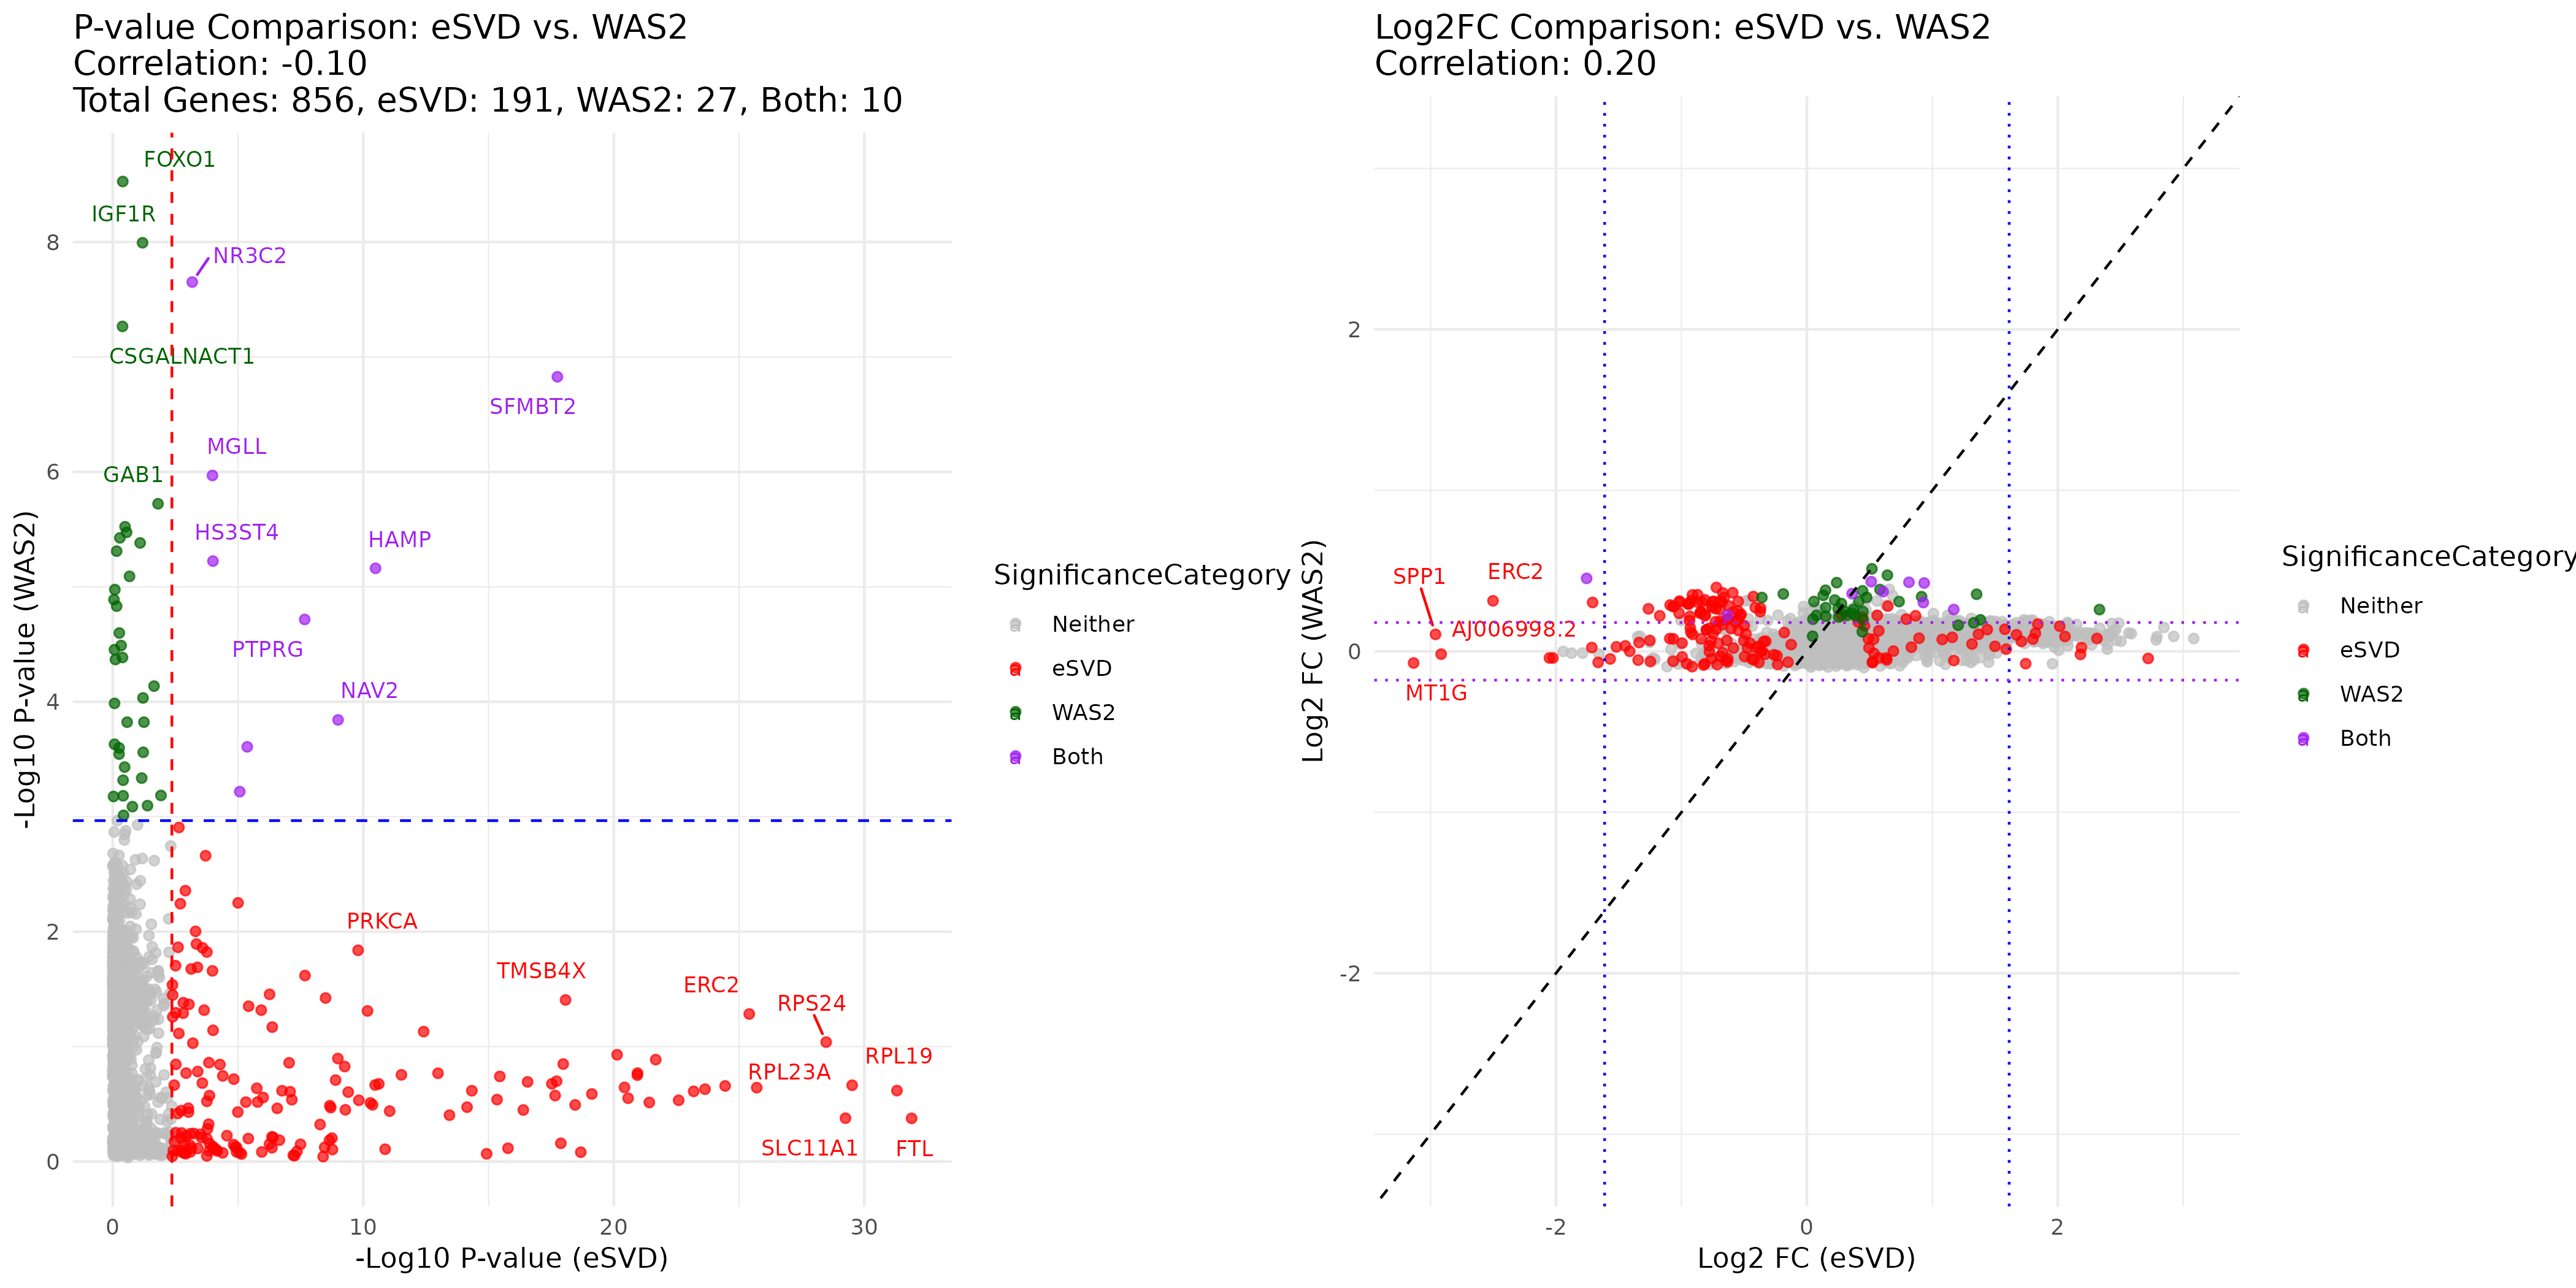 P-value Comparison: eSVD vs. WAS2
Correlation: -0.10
Total Genes: 856, eSVD: 191, WAS2: 27, Both: 10
FOXO1
IGF1R
NR3C2
CSGALNACT1
SFMBT2
MGLL
GAB1
HS3ST4
HAMP
PTPRG
NAV2
PRKCA
TMSB4X
ERC2
RPS24
RPL19
RPL23A
SLC11A1
FTL
8
6
4
2
0
0
10
20
30
-Log10 P-value (WAS2)
-Log10 P-value (eSVD)
SignificanceCategory
Neither
eSVD
WAS2
Both
Log2FC Comparison: eSVD vs. WAS2
Correlation: 0.20
SPP1
ERC2
AJ006998.2
MT1G
2
0
-2
-2
0
2
Log2 FC (WAS2)
Log2 FC (eSVD)
SignificanceCategory
Neither
eSVD
WAS2
Both